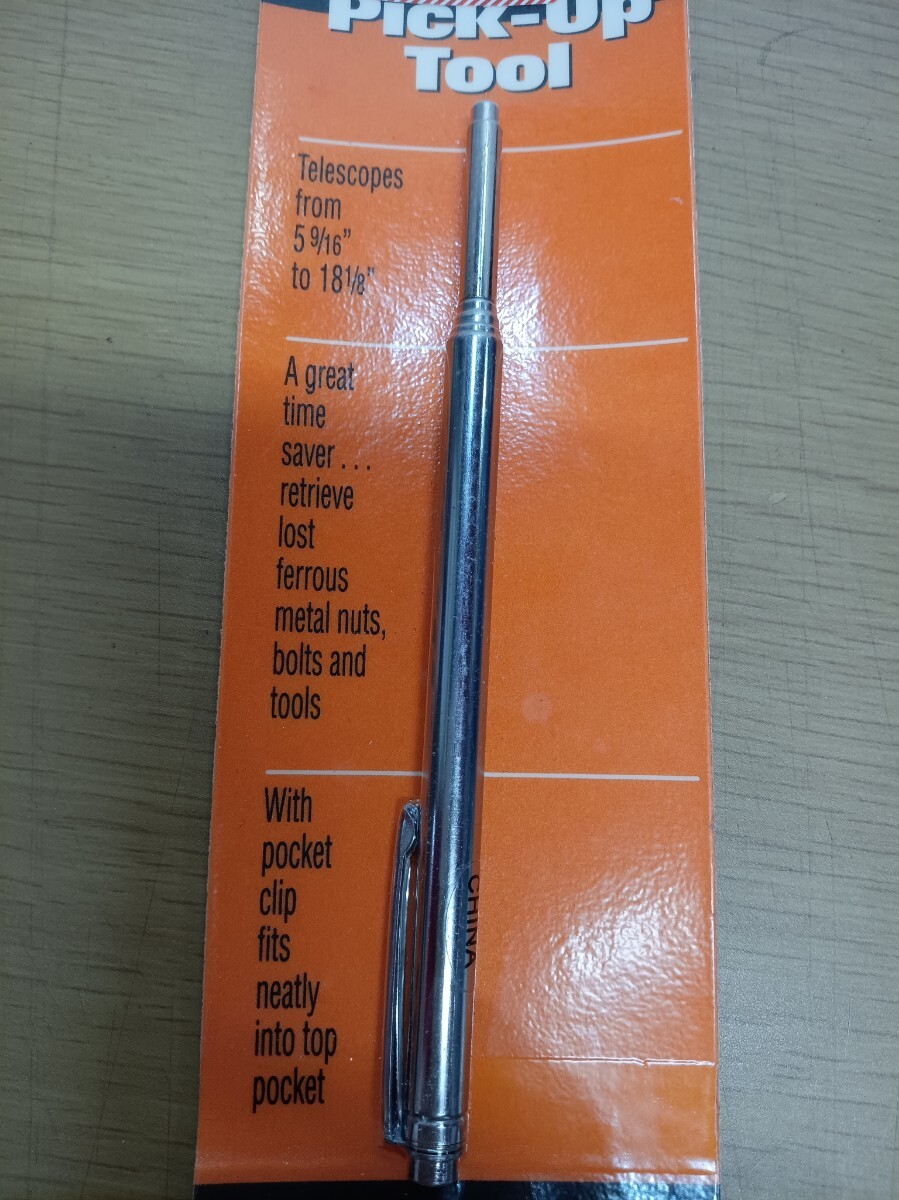 Pick-Up
Tool
Telescopes
from
5 9/16"
to 18 1/8"
A great
time
saver...
retrieve
lost
ferrous
metal nuts,
bolts and
tools
With
pocket
clip
fits
neatly
into top
pocket
CHINA